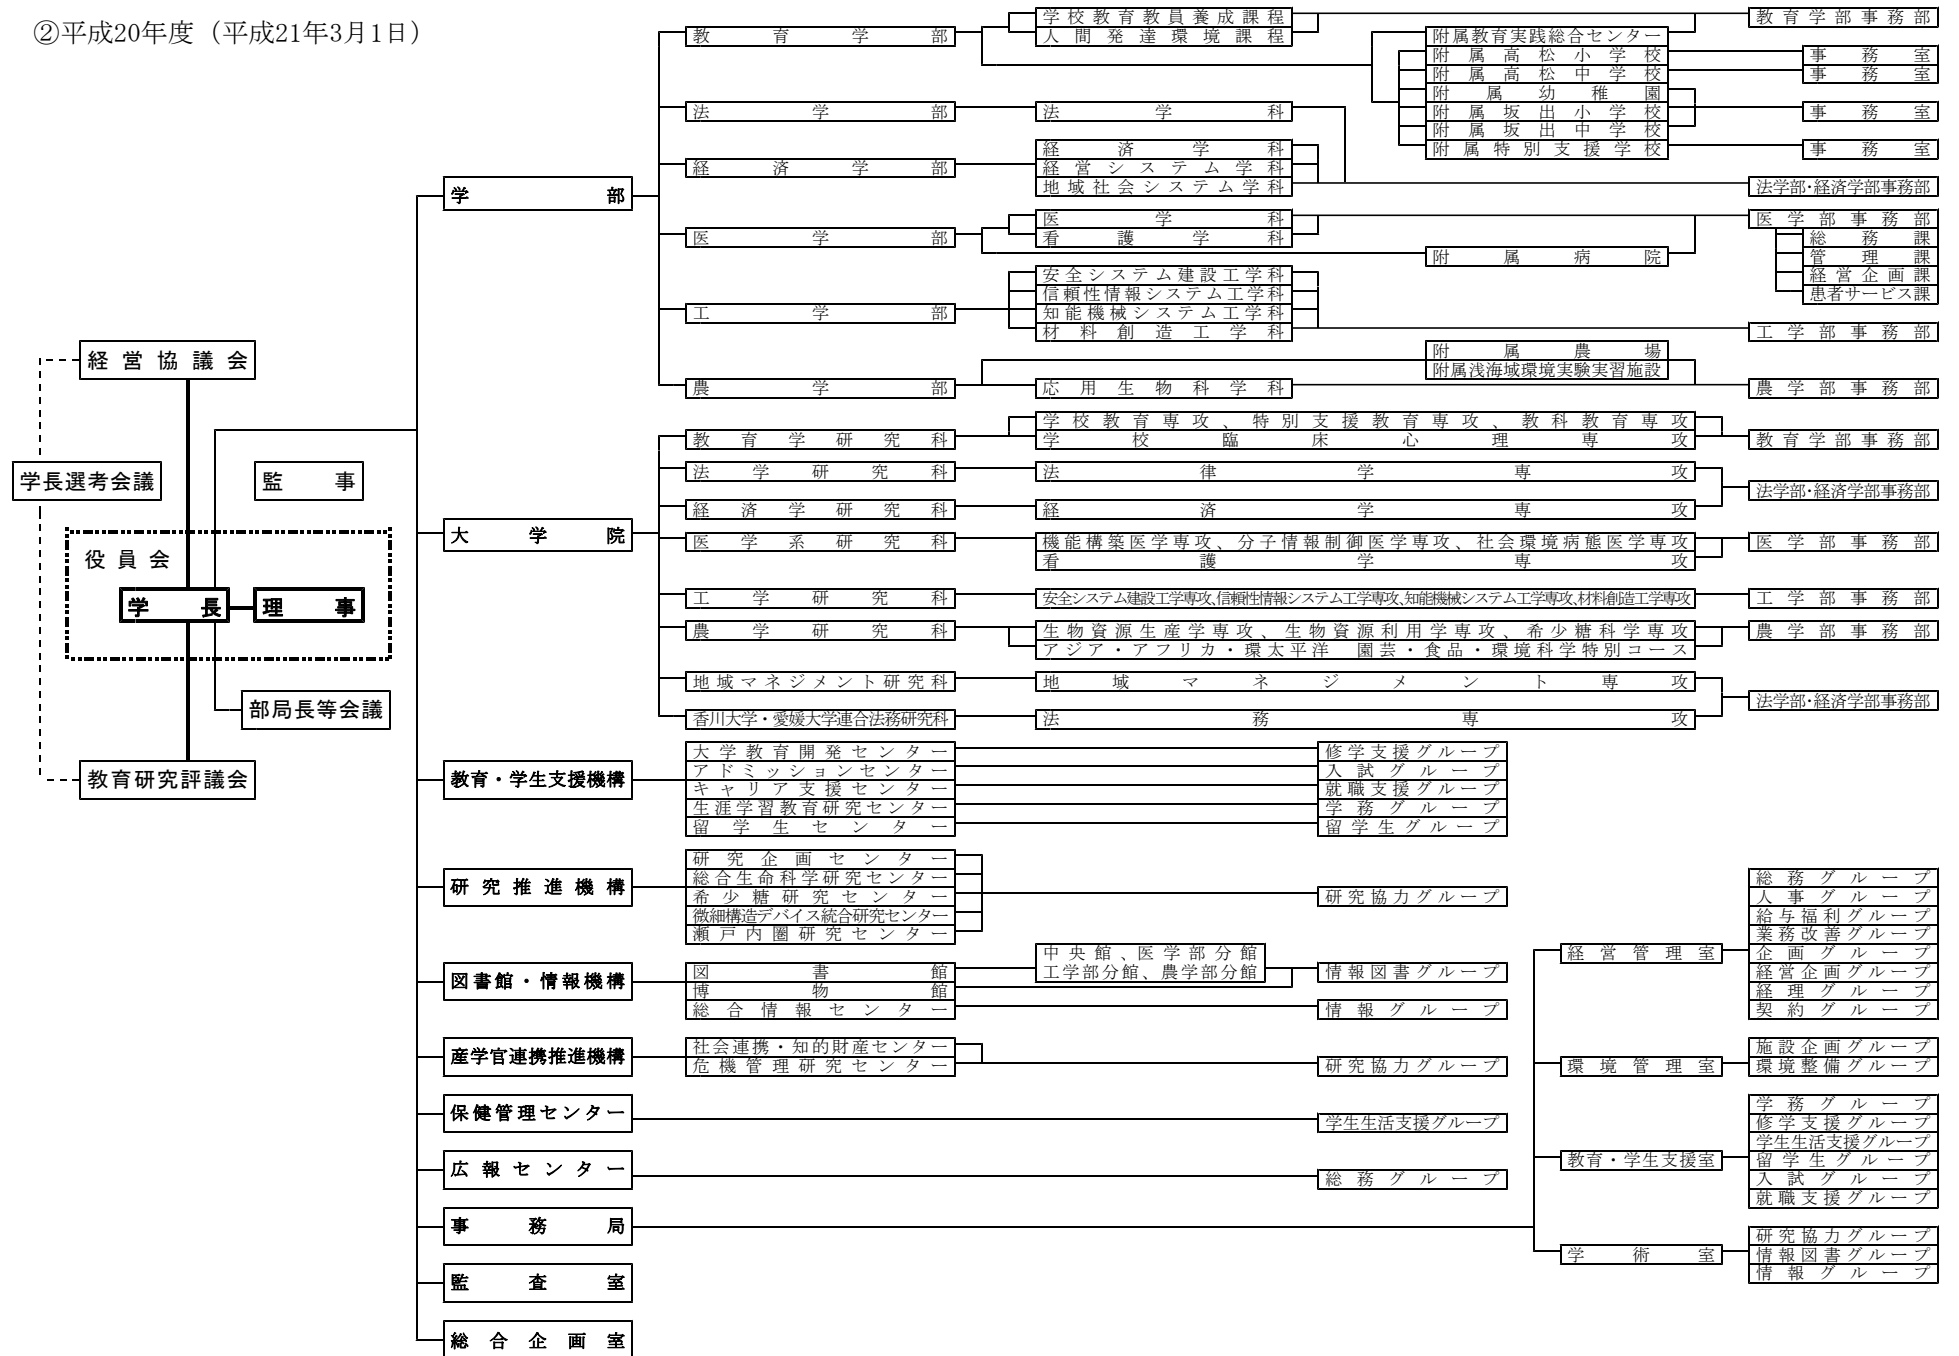 ②平成20年度（平成21年3月1日）
経営協議会
学長選考会議
監事
役員会
学長
理事
部局長等会議
教育研究評議会
学部
教育学部
学校教育教員養成課程
人間発達環境課程
教育学部事務部
附属教育実践総合センター
附属高松小学校
事務室
附属高松中学校
事務室
附属幼稚園
附属坂出小学校
事務室
附属坂出中学校
附属特別支援学校
事務室
法学部
法学科
経済学部
経済学科
経営システム学科
地域社会システム学科
法学部･経済学部事務部
医学部
医学科
看護学科
附属病院
医学部事務部
総務課
管理課
経営企画課
患者サービス課
工学部
安全システム建設工学科
信頼性情報システム工学科
知能機械システム工学科
材料創造工学科
工学部事務部
農学部
附属農場
附属浅海域環境実験実習施設
応用生物科学科
農学部事務部
大学院
教育学研究科
学校教育専攻、特別支援教育専攻、教科教育専攻
学校臨床心理専攻
教育学部事務部
法学研究科
法律学専攻
法学部･経済学部事務部
経済学研究科
経済学専攻
医学系研究科
機能構築医学専攻、分子情報制御医学専攻、社会環境病態医学専攻
看護学専攻
医学部事務部
工学研究科
安全システム建設工学専攻､信頼性情報システム工学専攻､知能機械システム工学専攻､材料創造工学専攻
工学部事務部
農学研究科
生物資源生産学専攻、生物資源利用学専攻、希少糖科学専攻
アジア・アフリカ・環太平洋　園芸・食品・環境科学特別コース
農学部事務部
地域マネジメント研究科
地域マネジメント専攻
法学部･経済学部事務部
香川大学・愛媛大学連合法務研究科
法務専攻
教育・学生支援機構
大学教育開発センター
修学支援グループ
アドミッションセンター
入試グループ
キャリア支援センター
就職支援グループ
生涯学習教育研究センター
学務グループ
留学生センター
留学生グループ
研究推進機構
研究企画センター
総合生命科学研究センター
希少糖研究センター
微細構造デバイス統合研究センター
瀬戸内圏研究センター
研究協力グループ
図書館・情報機構
図書館
中央館、医学部分館
工学部分館、農学部分館
情報図書グループ
博物館
総合情報センター
情報グループ
産学官連携推進機構
社会連携・知的財産センター
危機管理研究センター
研究協力グループ
保健管理センター
学生生活支援グループ
広報センター
総務グループ
事務局
経営管理室
総務グループ
人事グループ
給与福利グループ
業務改善グループ
企画グループ
経営企画グループ
経理グループ
契約グループ
環境管理室
施設企画グループ
環境整備グループ
教育・学生支援室
学務グループ
修学支援グループ
学生生活支援グループ
留学生グループ
入試グループ
就職支援グループ
学術室
研究協力グループ
情報図書グループ
情報グループ
監査室
総合企画室